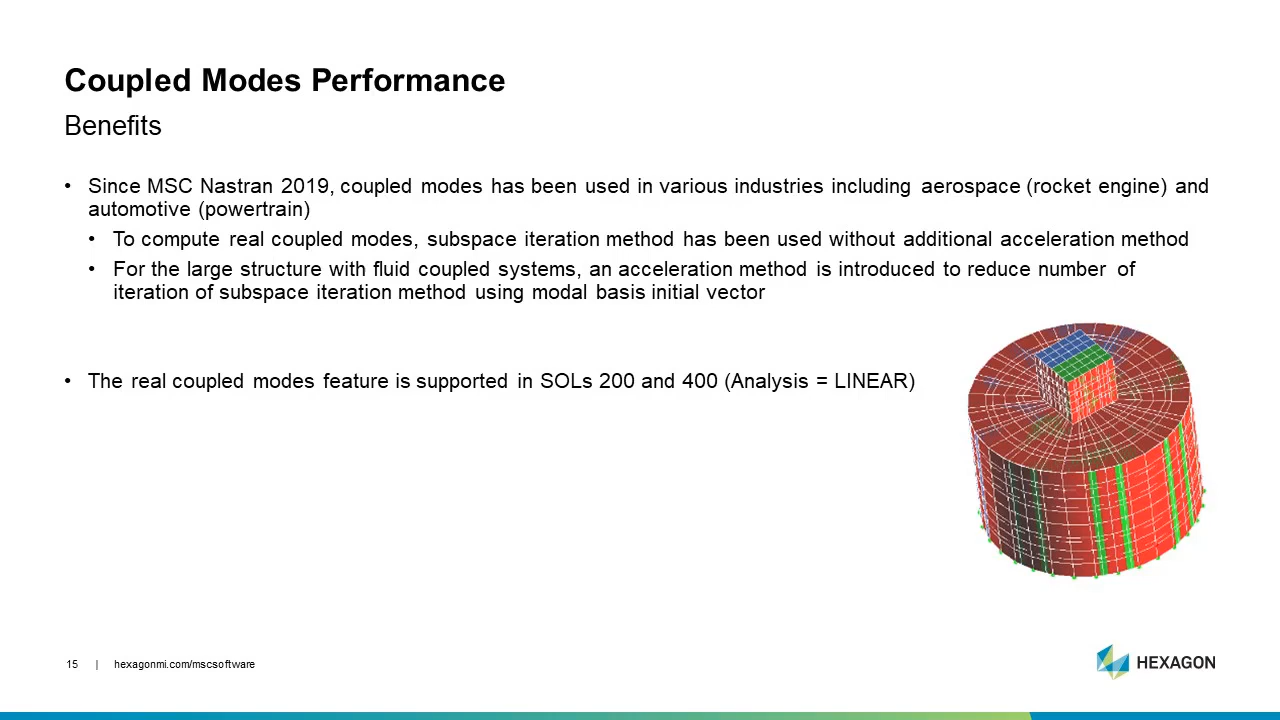 Coupled Modes Performance
Benefits
• Since MSC Nastran 2019, coupled modes has been used in various industries including aerospace (rocket engine) and
automotive (powertrain)
• To compute real coupled modes, subspace iteration method has been used without additional acceleration method
• For the large structure with fluid coupled systems, an acceleration method is introduced to reduce number of
iteration of subspace iteration method using modal basis initial vector
• The real coupled modes feature is supported in SOLs 200 and 400 (Analysis = LINEAR)
15 | hexagonmi.com/mscsoftware
HEXAGON